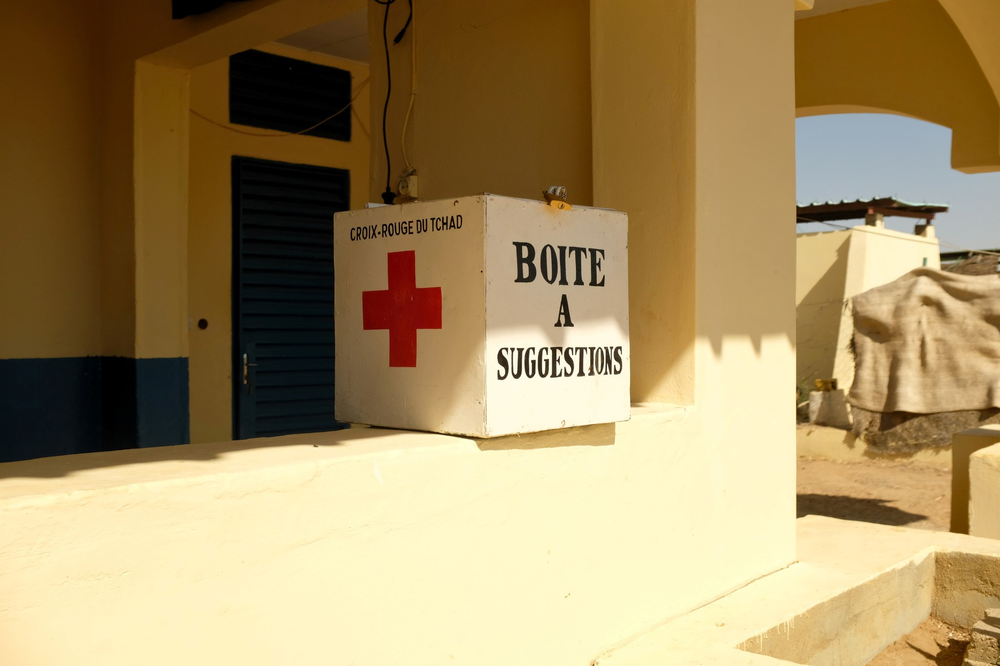 CROIX-ROUGE DU TCHAD
BOITE
A
SUGGESTIONS